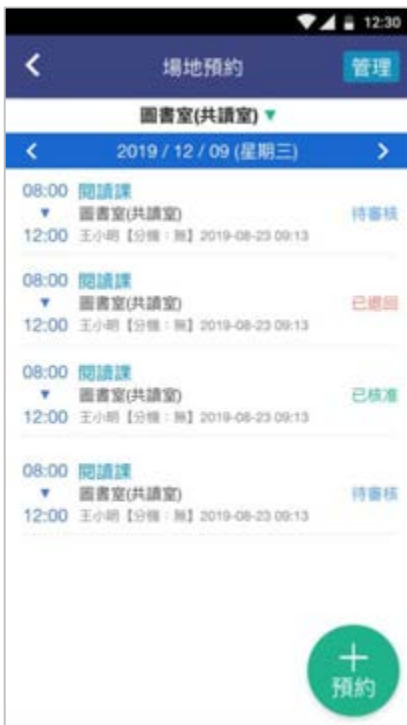 12:30
場地預約 管理
圖書室(共讀室)
2019 / 12 / 09 (星期三)
08:00 閱讀課
圖書室(共讀室) 待審核
12:00 王小明【分機：無】2019-08-23 09:13
08:00 閱讀課
圖書室(共讀室) 已退回
12:00 王小明【分機：無】2019-08-23 09:13
08:00 閱讀課
圖書室(共讀室) 已核准
12:00 王小明【分機：無】2019-08-23 09:13
08:00 閱讀課
圖書室(共讀室) 待審核
12:00 王小明【分機：無】2019-08-23 09:13
預約